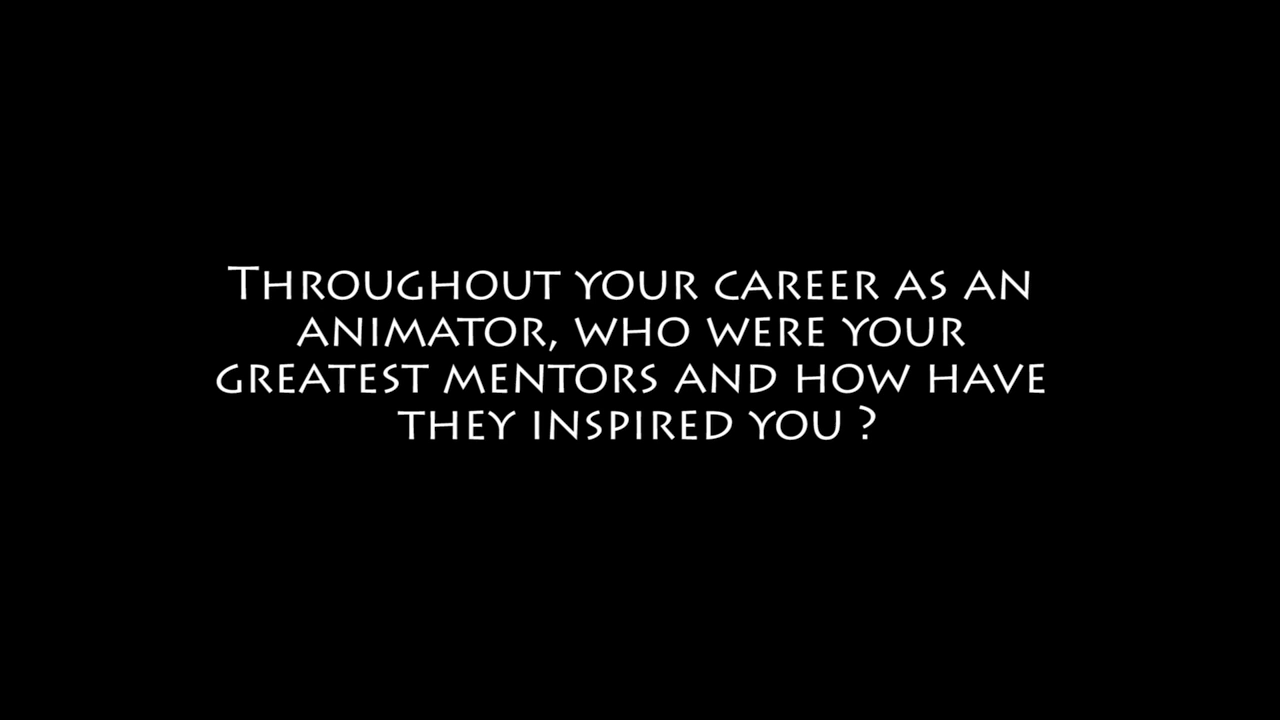 Throughout your career as an
animator, who were your
greatest mentors and how have
they inspired you ?